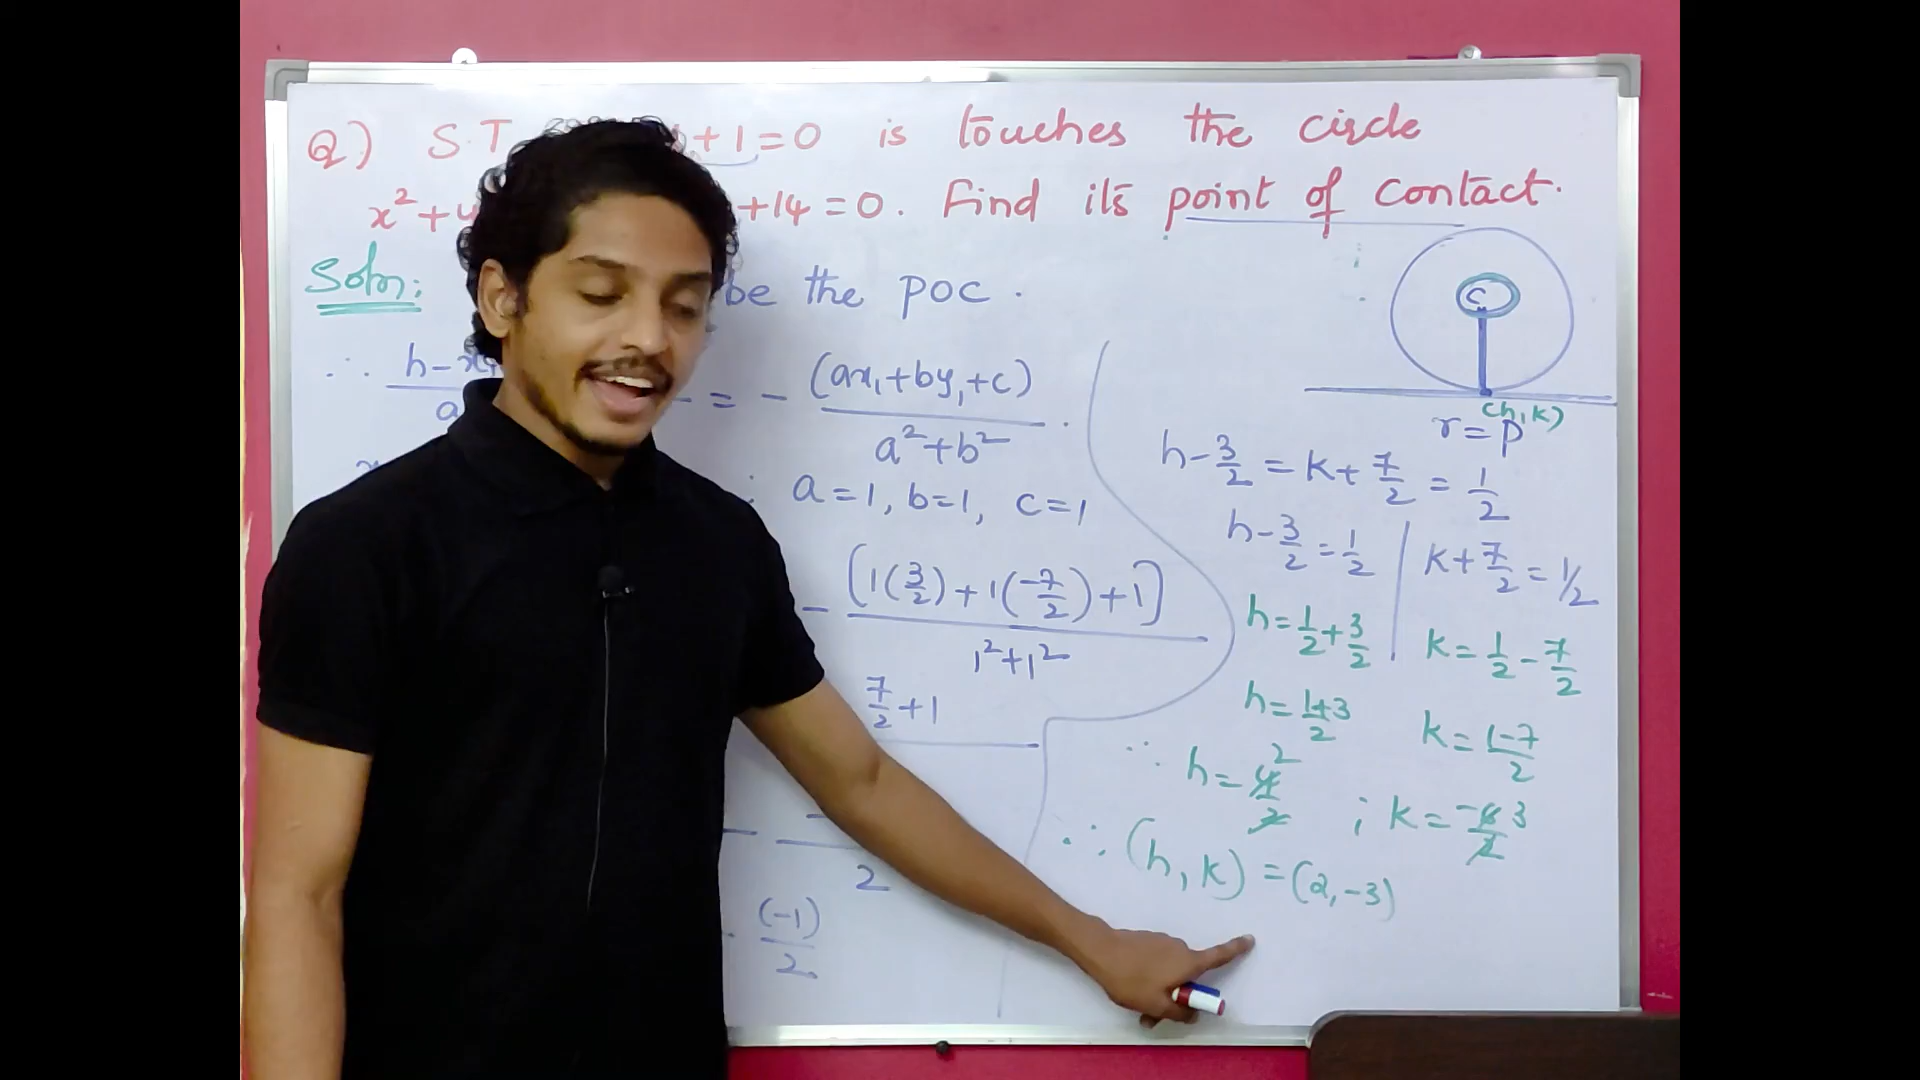 Q) S.T +1=0 is touches the circle
x²+y +14=0. Find its point of contact.
Soln: be the POC.
∴ h-x₁ = -(ax₁+by₁+c)
a a²+b² .
: a=1, b=1, c=1
- [1(3/2)+1(-7/2)+1]
1²+1²
7/2+1
2
(-1)
2
C
(h,k)
r=p
h-3/2=k+7/2=1/2
h-3/2=1/2
k+7/2=1/2
h=1/2+3/2
k=1/2-7/2
h=1+3/2
k=1-7/2
∴ h=4/2 2 ; k=-6/2 3
∴ (h,k)=(2,-3)